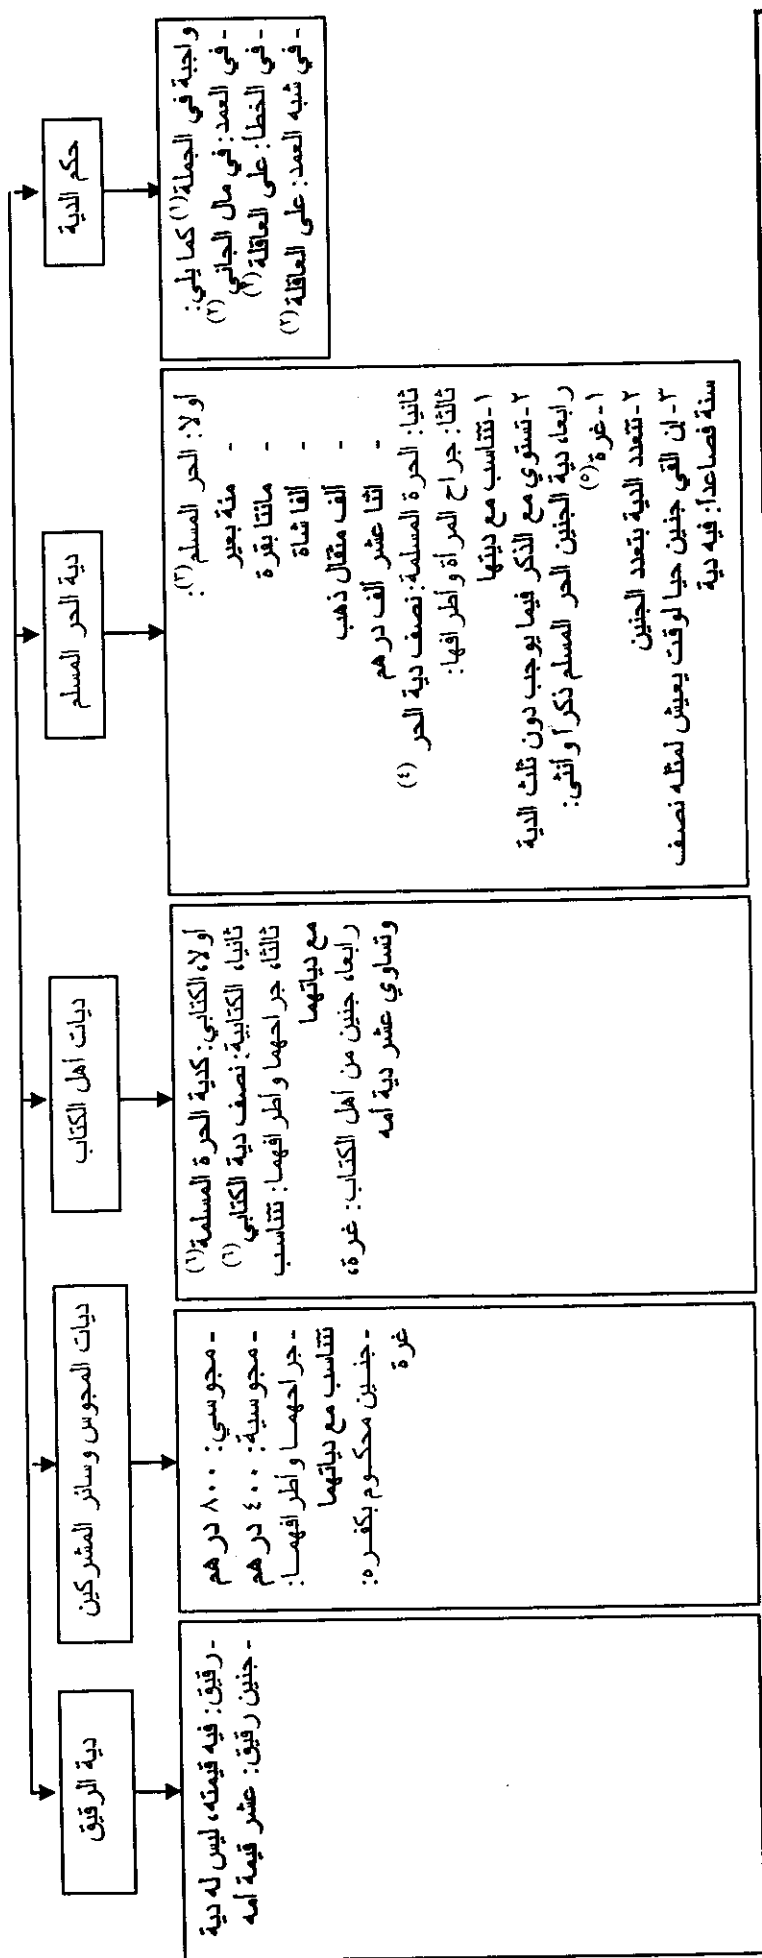 حكم الدية
واجبة في الجملة(١) كما يلي:
- في العمد: في مال الجاني (٢)
- في الخطأ: على العاقلة(٢)
- في شبه العمد: على العاقلة(٢)
دية الحر المسلم
أولا: الحر المسلم(٣):
- مئة بعير
- مائتا بقرة
- ألفا شاة
- ألف مثقال ذهب
- اثنا عشر ألف درهم
ثانيا: الحرة المسلمة: نصف دية الحر (٤)
ثالثا: جراح المرأة وأطرافها:
١- تتناسب مع ديتها
٢- تستوي مع الذكر فيما يوجب دون ثلث الدية
رابعا، دية الجنين الحر المسلم ذكرا وأنثى:
١- غرة(٥)
٢- تتعدد الدية بتعدد الجنين
٣- إن ألقي جنين حيا لوقت يعيش لمثله نصف
سنة فصاعدا: فيه دية
ديات أهل الكتاب
أولا، الكتابي: كدية الحرة المسلمة(٦)
ثانيا، الكتابية: نصف دية الكتابي(٦)
ثالثا، جراحهما وأطرافهما: تتناسب
مع دياتهما
رابعا، جنين من أهل الكتاب: غرة،
وتساوي عشر دية أمه
ديات المجوس وسائر المشركين
- مجوسي: ٨٠٠ درهم
- مجوسية: ٤٠٠ درهم
- جراحهما وأطرافهما:
تتناسب مع دياتهما
- جنين محكوم بكفره:
غرة
دية الرقيق
- رقيق: فيه قيمته، ليس له دية
- جنين رقيق: عشر قيمة أمه